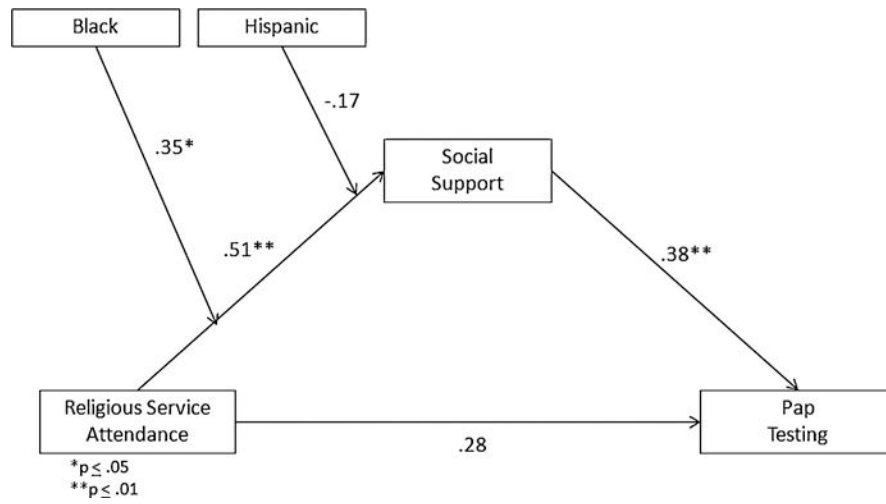 Black
Hispanic
-.17
.35*
Social
Support
.51**
.38**
Religious Service
Attendance
Pap
Testing
.28
*p ≤ .05
**p ≤ .01